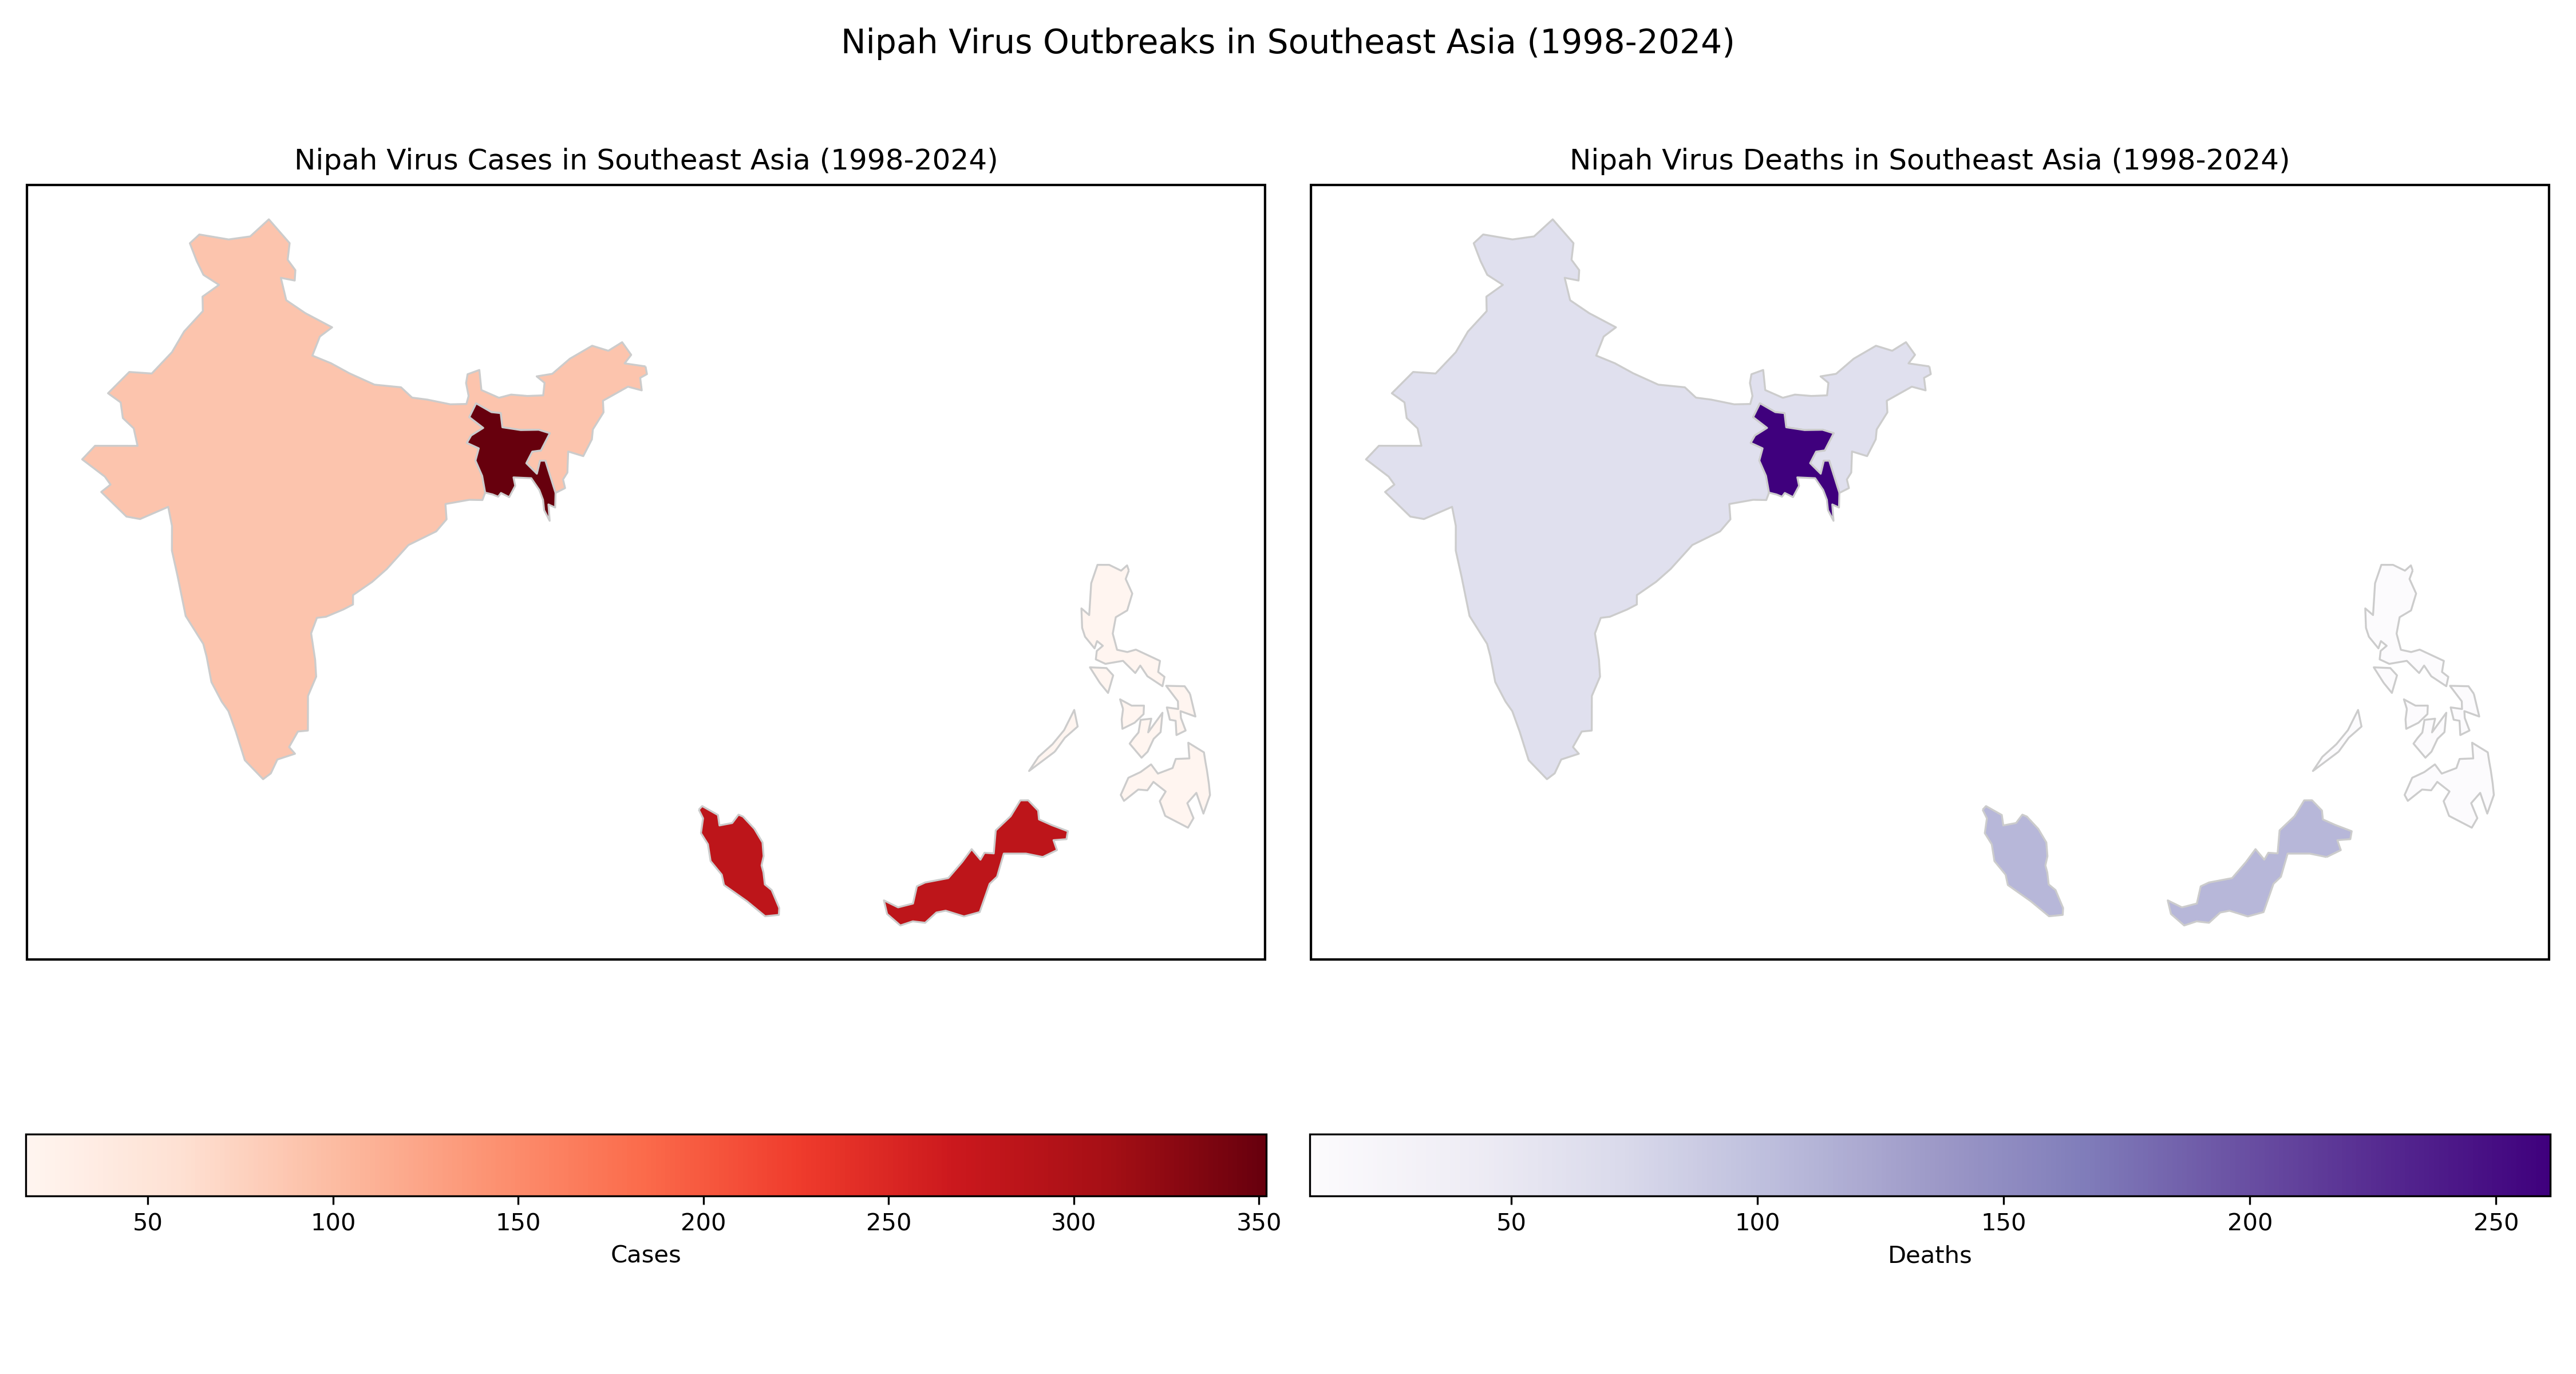 Nipah Virus Outbreaks in Southeast Asia (1998-2024)
Nipah Virus Cases in Southeast Asia (1998-2024)
Nipah Virus Deaths in Southeast Asia (1998-2024)
50 100 150 200 250 300 350
Cases
50 100 150 200 250
Deaths